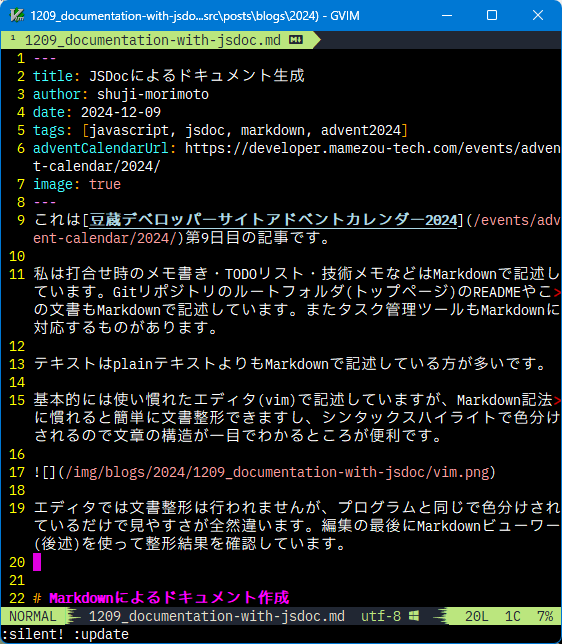 1209_documentation-with-jsdo...src\posts\blogs\2024) - GVIM
1 1209_documentation-with-jsdoc.md
1 ---
2 title: JSDocによるドキュメント生成
3 author: shuji-morimoto
4 date: 2024-12-09
5 tags: [javascript, jsdoc, markdown, advent2024]
6 adventCalendarUrl: https://developer.mamezou-tech.com/events/adven
t-calendar/2024/
7 image: true
8 ---
9 これは[豆蔵デベロッパーサイトアドベントカレンダー2024](/events/adv
ent-calendar/2024/)第9日目の記事です。
10
11 私は打合せ時のメモ書き・TODOリスト・技術メモなどはMarkdownで記述し
ています。Gitリポジトリのルートフォルダ(トップページ)のREADMEやこ>
の文書もMarkdownで記述しています。またタスク管理ツールもMarkdownに
対応するものがあります。
12
13 テキストはplainテキストよりもMarkdownで記述している方が多いです。
14
15 基本的には使い慣れたエディタ(vim)で記述していますが、Markdown記法>
に慣れると簡単に文書整形できますし、シンタックスハイライトで色分け
されるので文章の構造が一目でわかるところが便利です。
16
17 ![](/img/blogs/2024/1209_documentation-with-jsdoc/vim.png)
18
19 エディタでは文書整形は行われませんが、プログラムと同じで色分けされ
ているだけで見やすさが全然違います。編集の最後にMarkdownビューワー
(後述)を使って整形結果を確認しています。
20
21
22 # Markdownによるドキュメント作成
NORMAL 1209_documentation-with-jsdoc.md utf-8 20L 1C 7%
:silent! :update